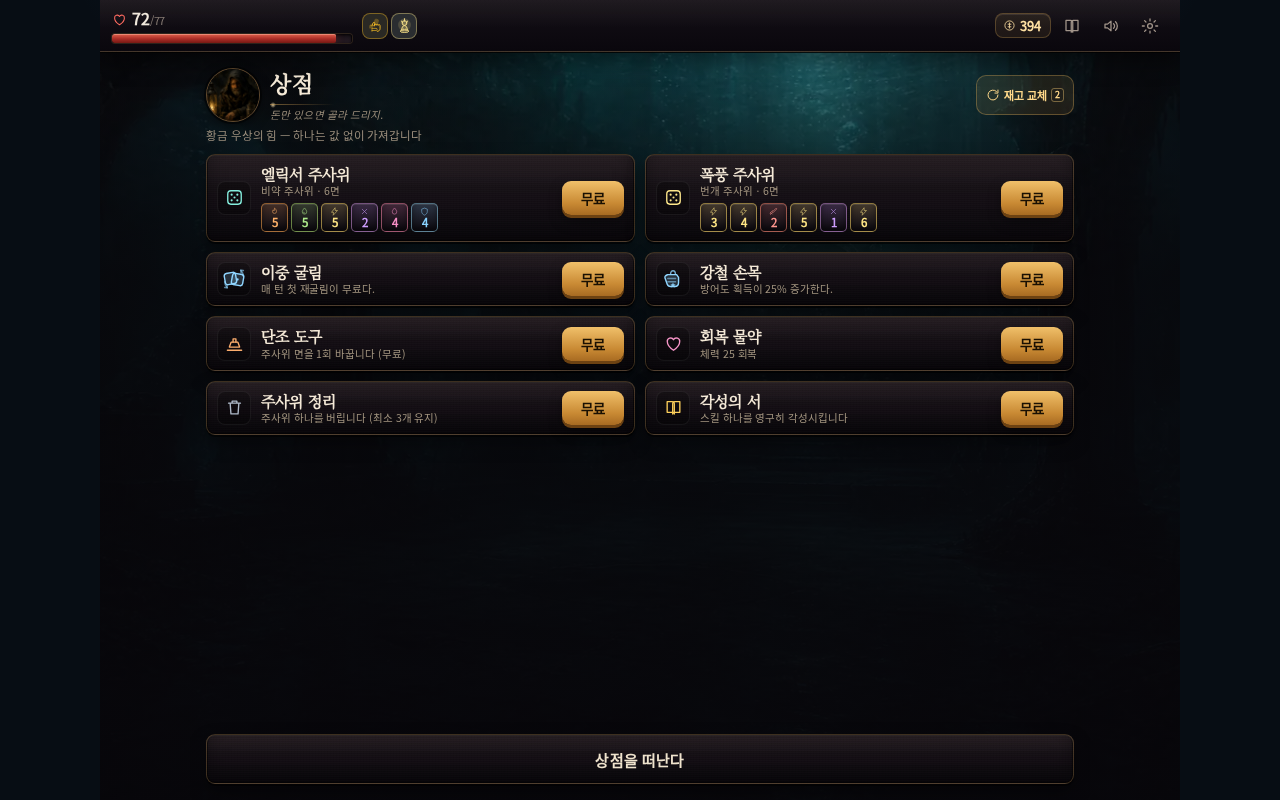 72/77
394
상점
돈만 있으면 골라 드리지.
재고 교체 2
황금 우상의 힘 — 하나는 값 없이 가져갑니다
엘릭서 주사위
비약 주사위 · 6면
5 5 5 2 4 4
무료
폭풍 주사위
번개 주사위 · 6면
3 4 2 5 1 6
무료
이중 굴림
매 턴 첫 재굴림이 무료다.
무료
강철 손목
방어도 획득이 25% 증가한다.
무료
단조 도구
주사위 면을 1회 바꿉니다 (무료)
무료
회복 물약
체력 25 회복
무료
주사위 정리
주사위 하나를 버립니다 (최소 3개 유지)
무료
각성의 서
스킬 하나를 영구히 각성시킵니다
무료
상점을 떠난다